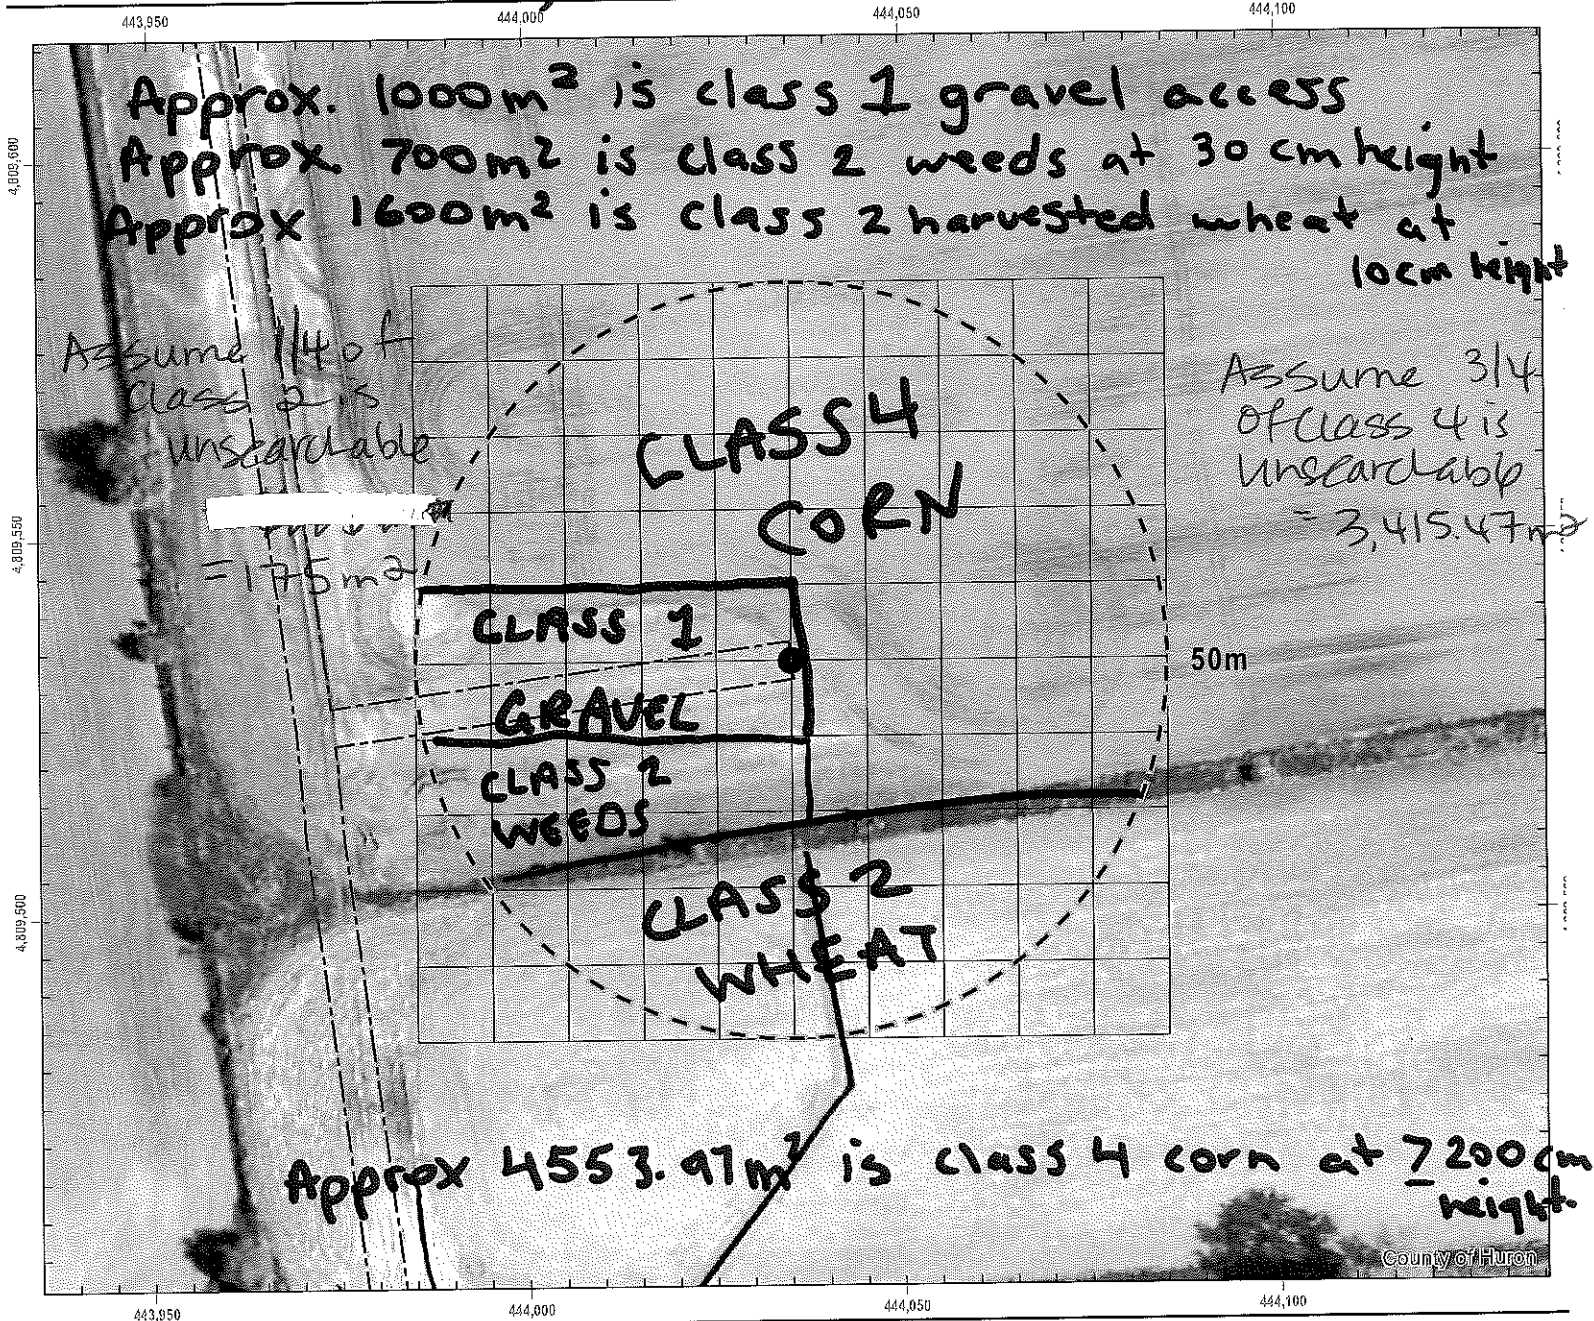 443,950 444,000 444,050 444,100
Approx. 1000m² is class 1 gravel access
4,809,600
Approx. 700m² is class 2 weeds at 30 cm height
Approx 1600m² is class 2 harvested wheat at
10cm height
Assume 1/4 of
Class 2 is
unsearchable
= 175m²
Assume 3/4
of Class 4 is
unsearchable
= 3,415.47m²
CLASS 4
CORN
4,809,550
CLASS 1
50m
GRAVEL
CLASS 2
WEEDS
4,809,500
CLASS 2
WHEAT
Approx 4553.97m² is class 4 corn at ≥200cm
height.
County of Huron
443,950 444,000 444,050 444,100